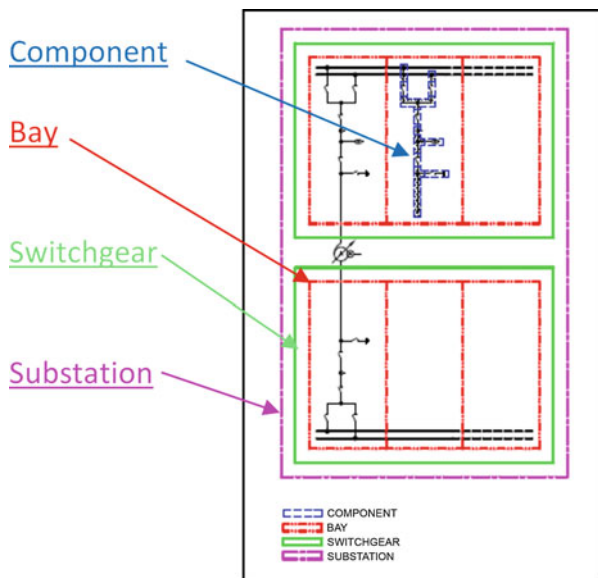 Component
Bay
Switchgear
Substation
COMPONENT
BAY
SWITCHGEAR
SUBSTATION